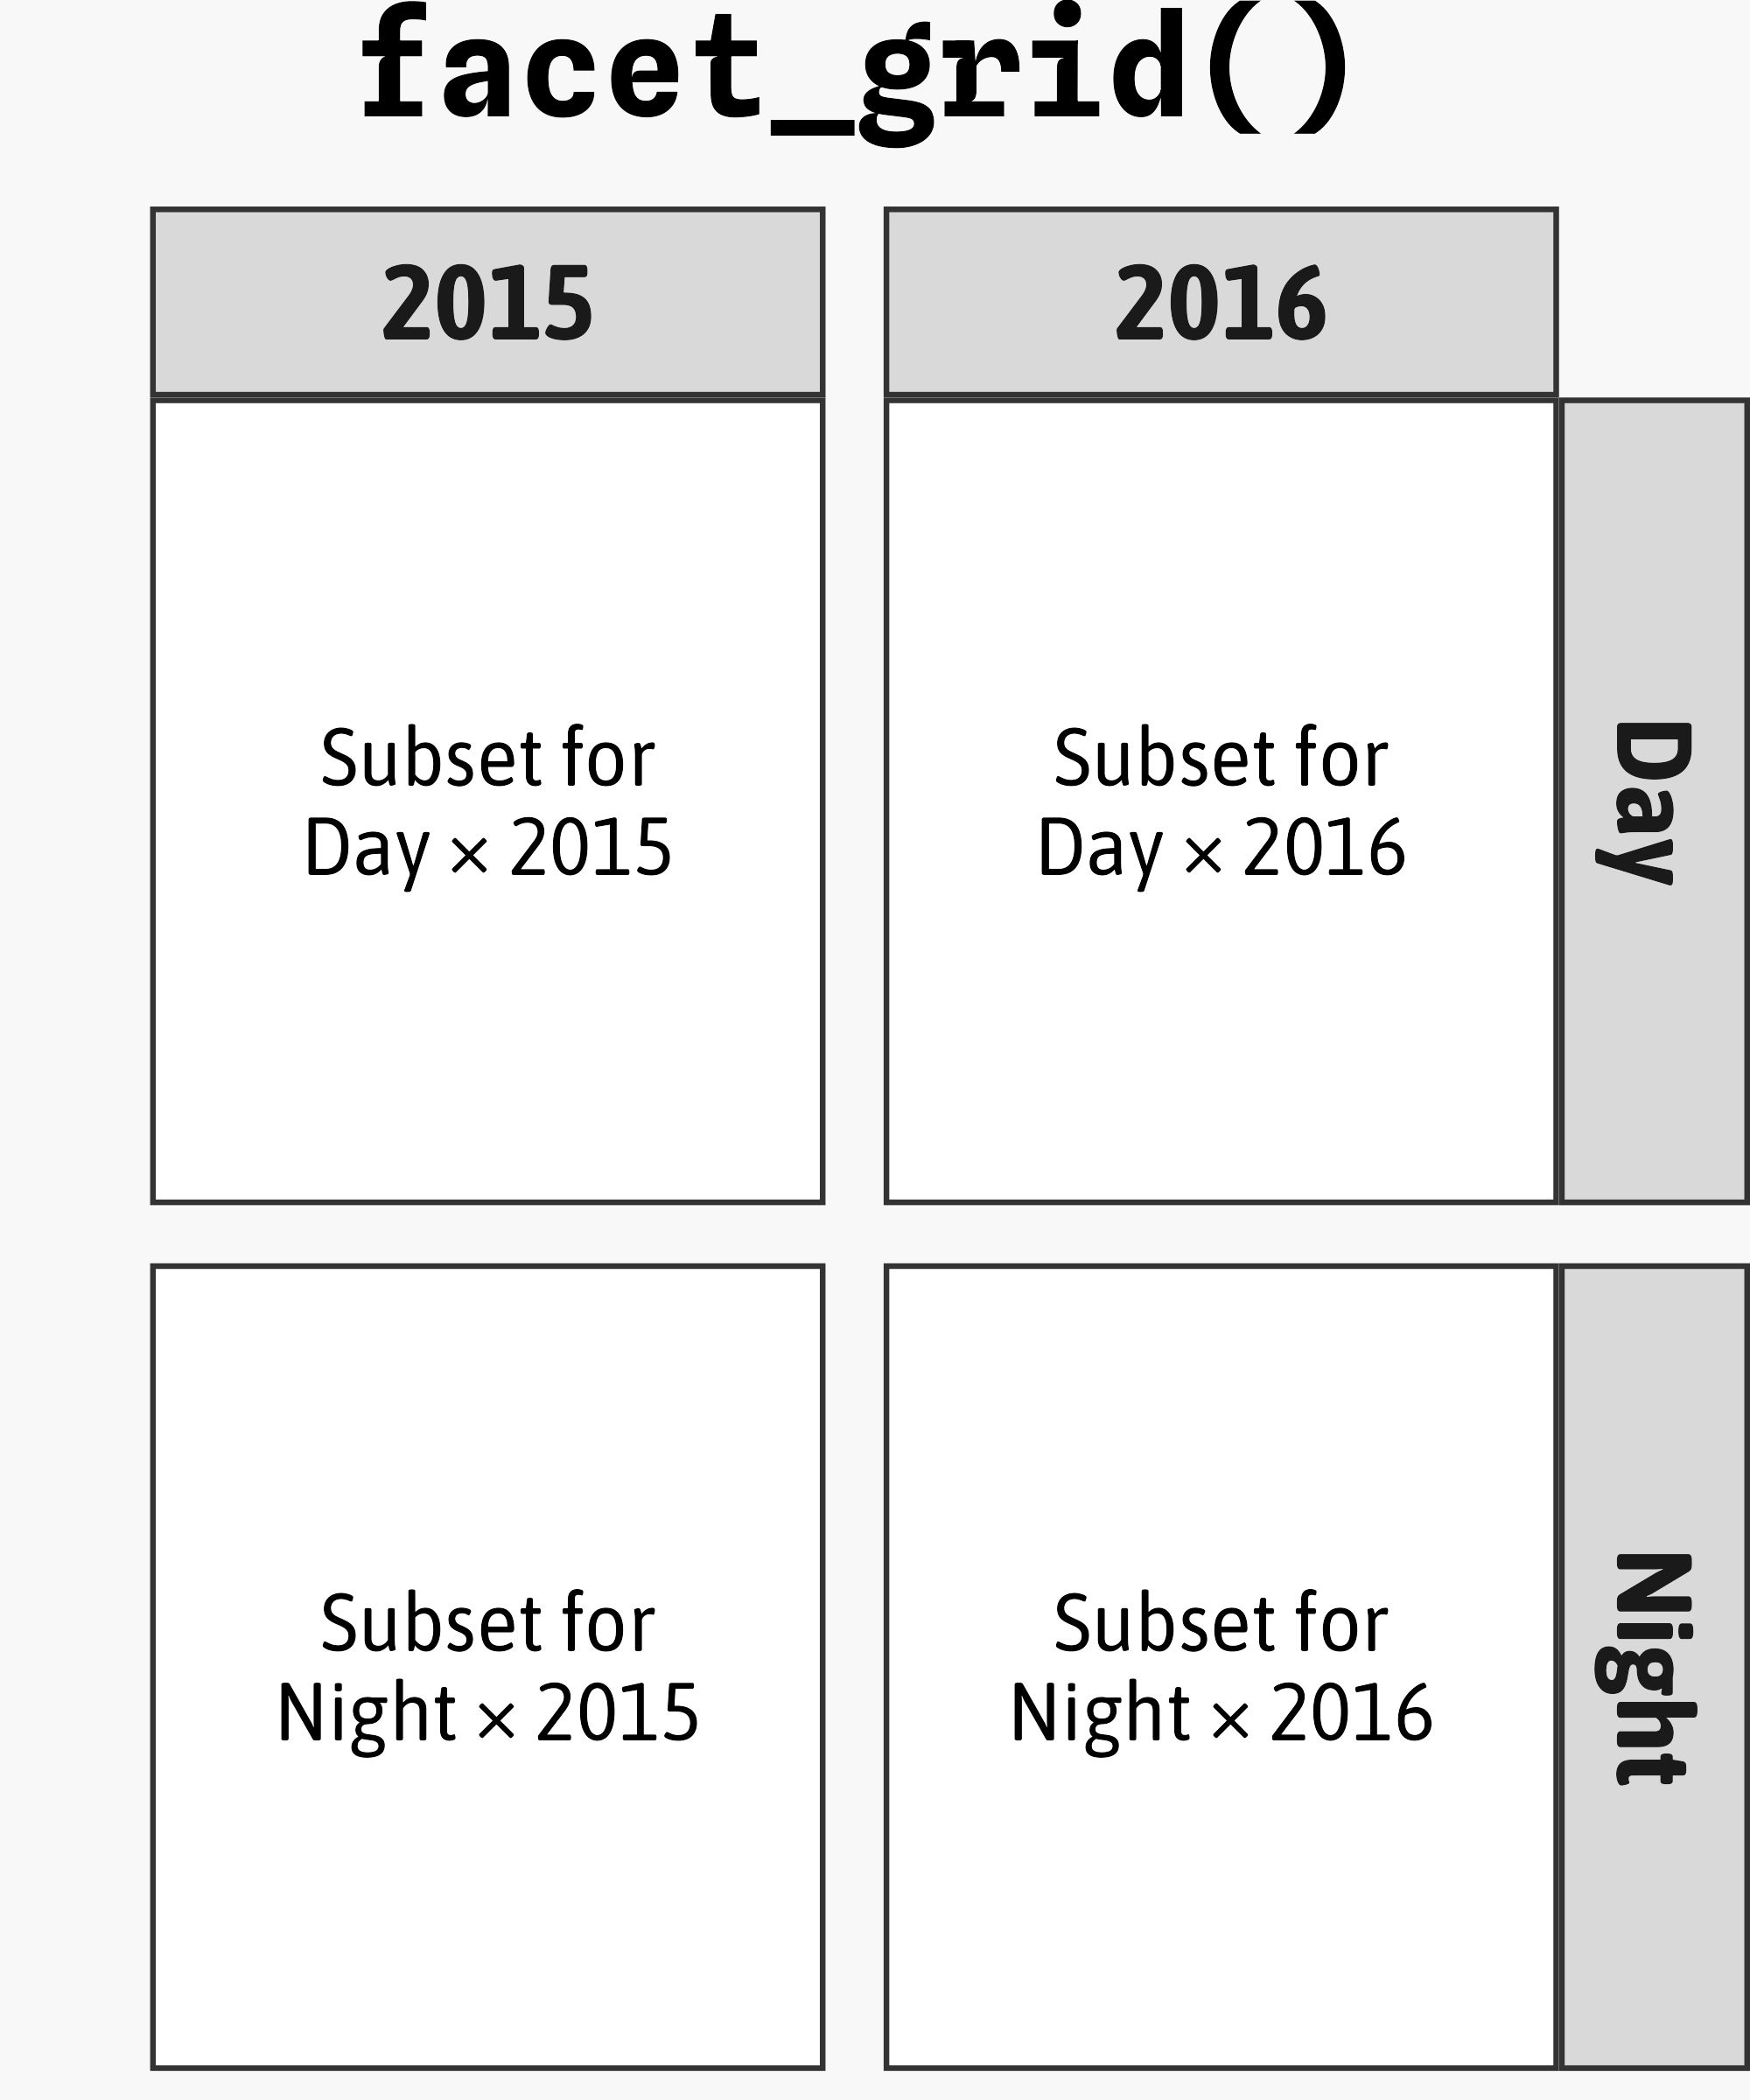 facet_grid()
2015
2016
Subset for
Day × 2015
Subset for
Day × 2016
Day
Subset for
Night × 2015
Subset for
Night × 2016
Night